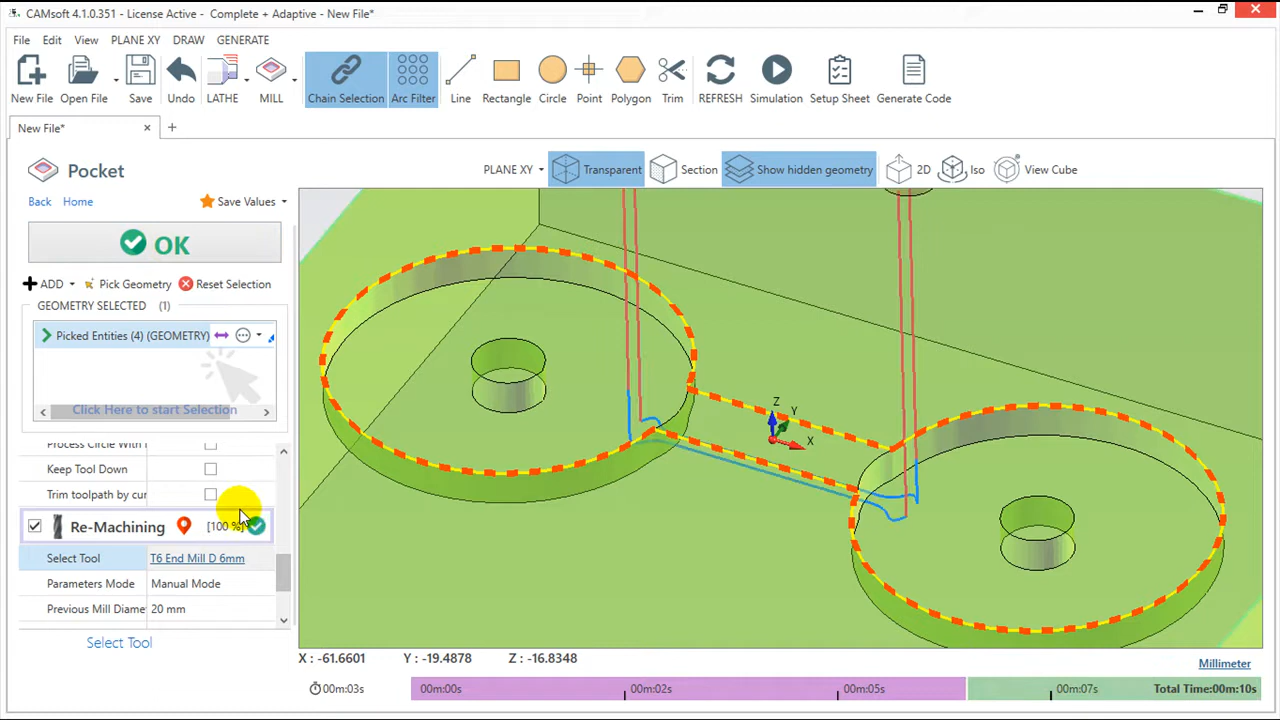 CAMsoft 4.1.0.351 - License Active - Complete + Adaptive - New File*
File Edit View PLANE XY DRAW GENERATE
New File Open File Save Undo LATHE MILL Chain Selection Arc Filter Line Rectangle Circle Point Polygon Trim REFRESH Simulation Setup Sheet Generate Code
New File*
Pocket
PLANE XY Transparent Section Show hidden geometry 2D Iso View Cube
Back Home Save Values
OK
ADD Pick Geometry Reset Selection
GEOMETRY SELECTED (1)
Picked Entities (4) (GEOMETRY)
Click Here to start Selection
Keep Tool Down
Trim toolpath by cur
Re-Machining [100 %]
Select Tool T6 End Mill D 6mm
Parameters Mode Manual Mode
Previous Mill Diame 20 mm
Select Tool
Z
Y
X
X : -61.6601 Y : -19.4878 Z : -16.8348
Millimeter
00m:03s 00m:00s 00m:02s 00m:05s 00m:07s Total Time:00m:10s